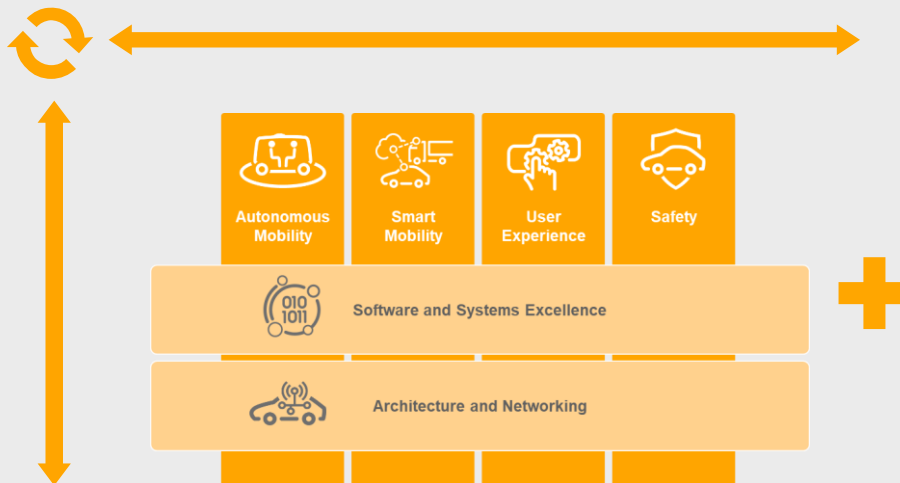 Autonomous
Mobility
Smart
Mobility
User
Experience
Safety
010
1011
Software and Systems Excellence
Architecture and Networking